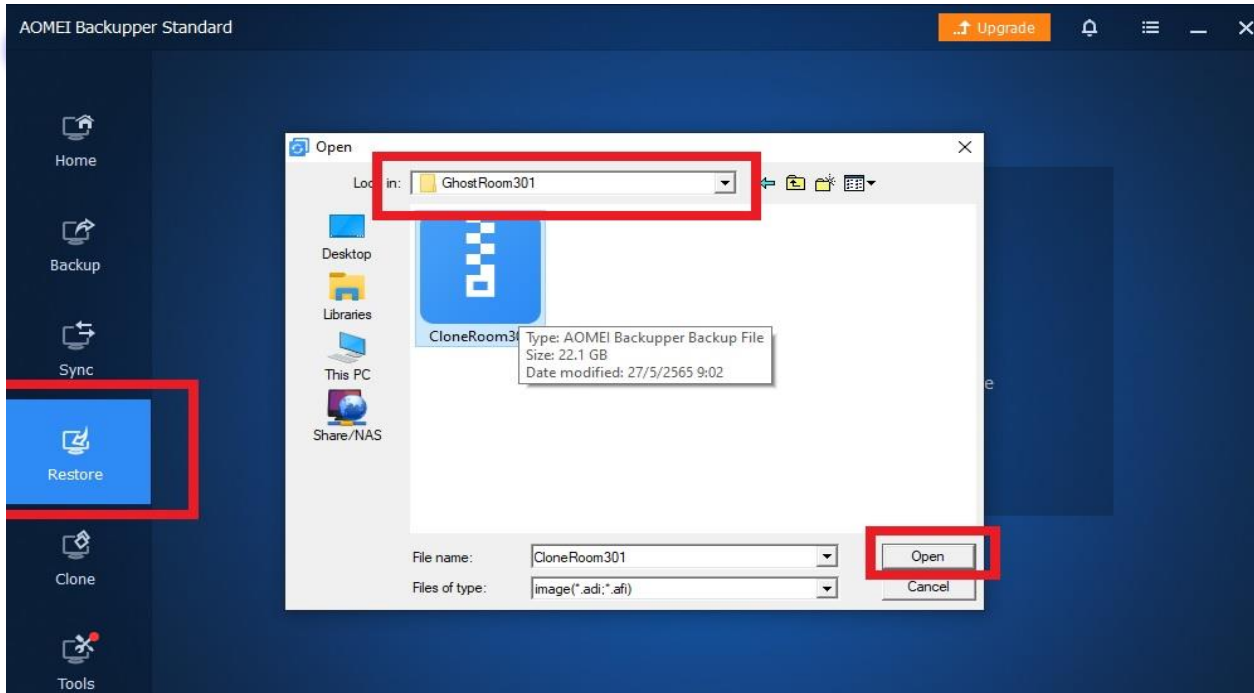 AOMEI Backupper Standard
Upgrade
Home
Backup
Sync
Restore
Clone
Tools
Open
in:
GhostRoom301
Desktop
Libraries
This PC
Share/NAS
Type: AOMEI Backupper Backup File
Size: 22.1 GB
Date modified: 27/5/2565 9:02
File name:
CloneRoom301
Open
Files of type:
image(*.adi;*.afi)
Cancel